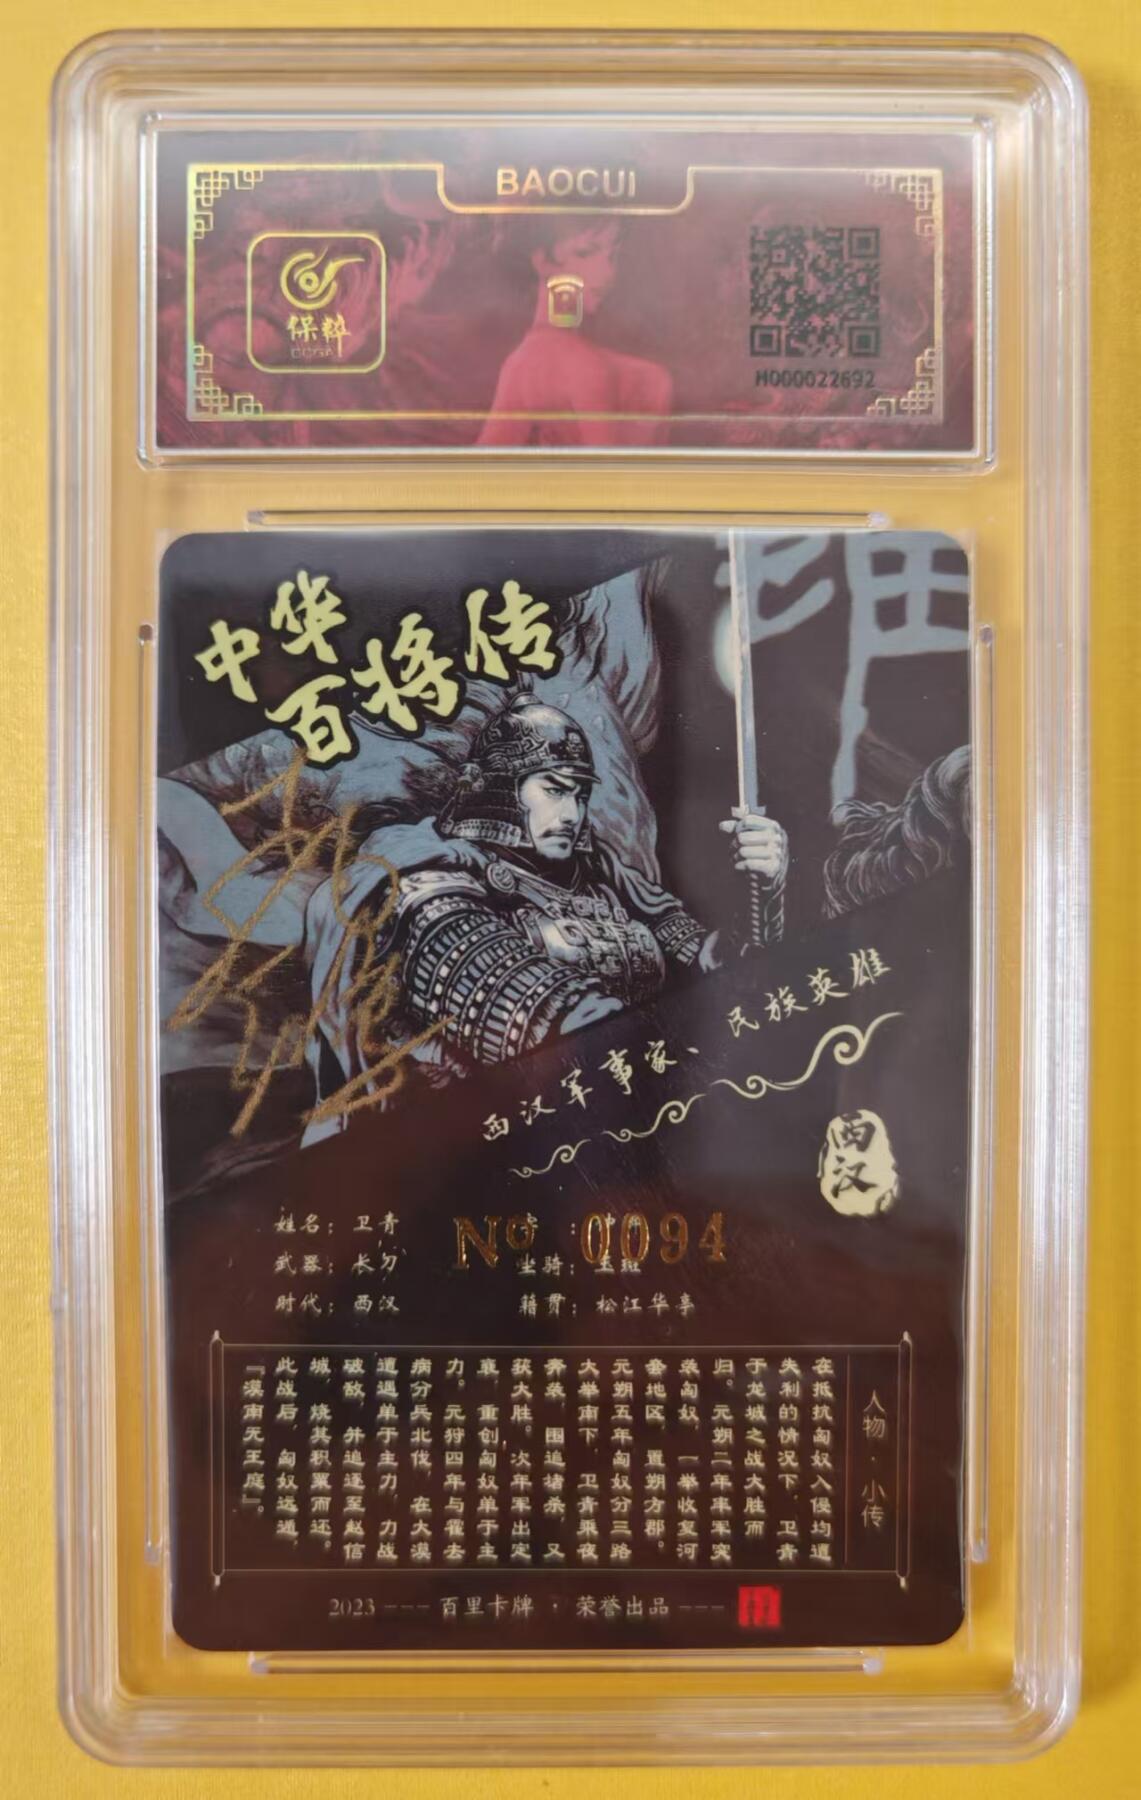 BAOCUI
保粹
CCGA
M000022692
中华
百将传
西汉军事家、民族英雄
西汉
姓名：卫青
No 0094
武器：长
坐骑：
时代：西汉 籍贯：松江华亭
人物·小传
在抵抗匈奴入侵均遭
失利的情况下，卫青
于龙城之战大胜而
归。元朔二年率军突
袭匈奴，一举收复河
套地区，置朔方郡。
元朔五年匈奴分三路
大举南下，卫青乘夜
奔袭，围追堵杀，又
获大胜。次年军出定
襄，重创匈奴单于主
力。元狩四年与霍去
病分兵北伐，在大漠
遭遇单于主力，力战
破敌，并追逐至赵信
城，烧其积粟而还。
此战后，匈奴远遁，
『漠南无王庭』。
2023 --- 百里卡牌 · 荣誉出品 ---